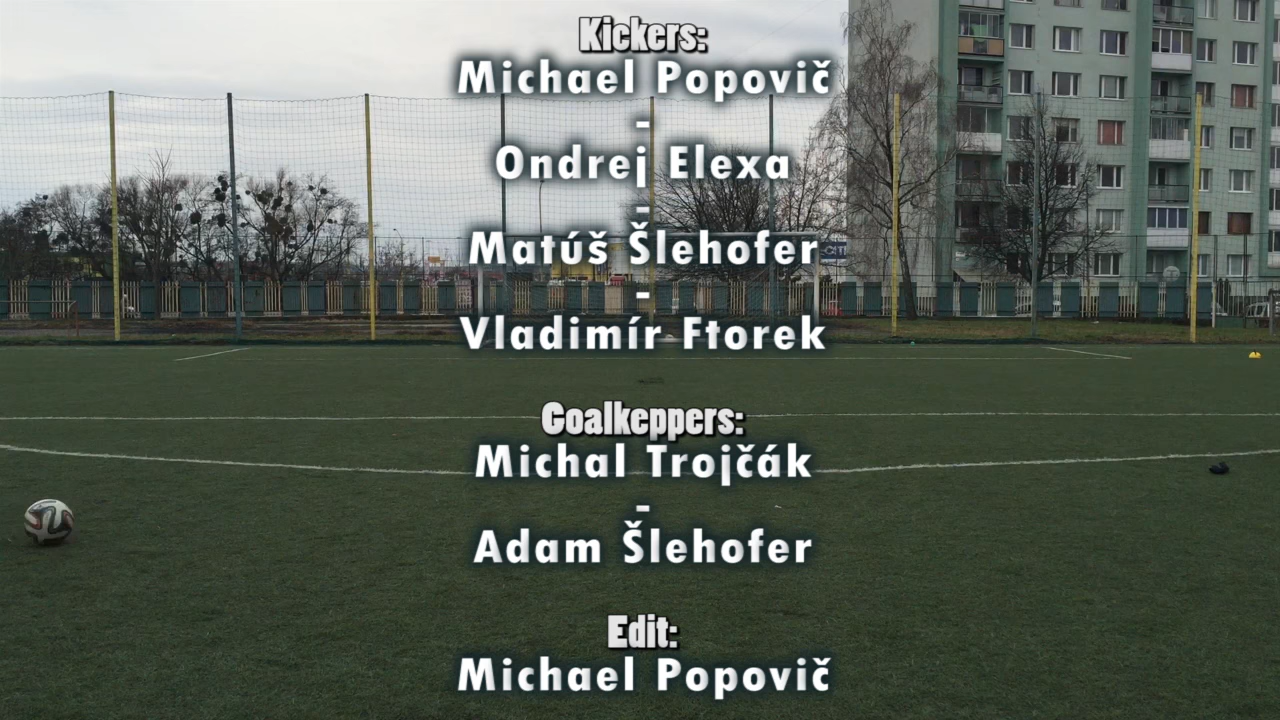 Kickers:
Michael Popovič
-
Ondrej Elexa
-
Matúš Šlehofer
-
Vladimír Ftorek
Goalkeppers:
Michal Trojčák
-
Adam Šlehofer
Edit:
Michael Popovič